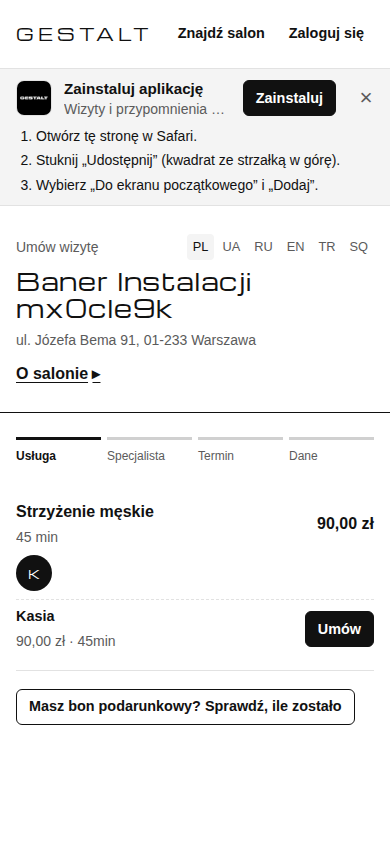 GESTALT Znajdź salon Zaloguj się
GESTALT
Zainstaluj aplikację
Wizyty i przypomnienia …
Zainstaluj ×
1. Otwórz tę stronę w Safari.
2. Stuknij „Udostępnij” (kwadrat ze strzałką w górę).
3. Wybierz „Do ekranu początkowego” i „Dodaj”.
Umów wizytę PL UA RU EN TR SQ
Baner Instalacji
mx0cle9k
ul. Józefa Bema 91, 01-233 Warszawa
O salonie ▸
Usługa Specjalista Termin Dane
Strzyżenie męskie
45 min
90,00 zł
K
Kasia
90,00 zł · 45min
Umów
Masz bon podarunkowy? Sprawdź, ile zostało